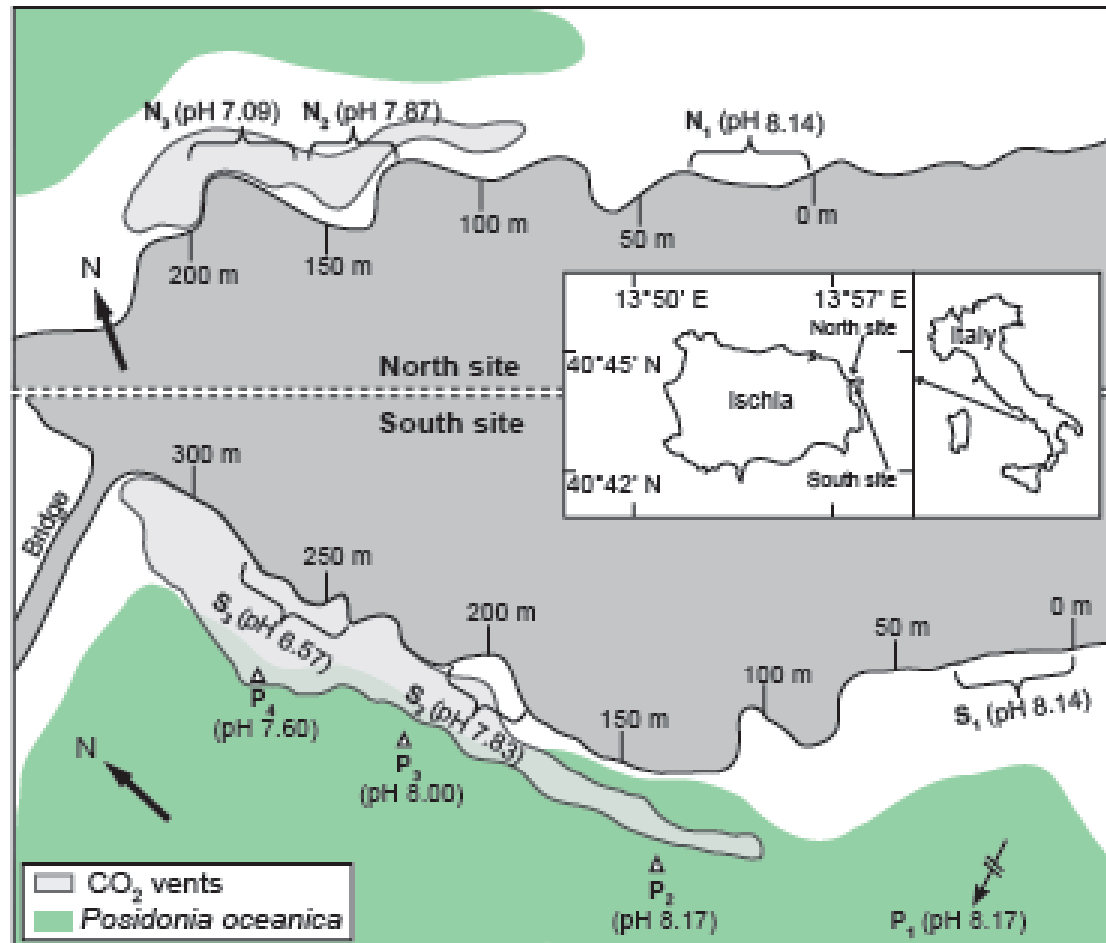 N₃ (pH 7.09) N₂ (pH 7.87)
N₁ (pH 8.14)
100 m
0 m
50 m
150 m
200 m
N
North site
South site
13°50' E
13°57' E
North site
40°45' N
Ischia
40°42' N
South site
Italy
Bridge
300 m
250 m
200 m
150 m
100 m
50 m
0 m
S₃ (pH 6.57)
S₂ (pH 7.83)
S₁ (pH 8.14)
P₄
(pH 7.60)
P₃
(pH 8.00)
P₂
(pH 8.17)
P₁ (pH 8.17)
N
CO₂ vents
Posidonia oceanica